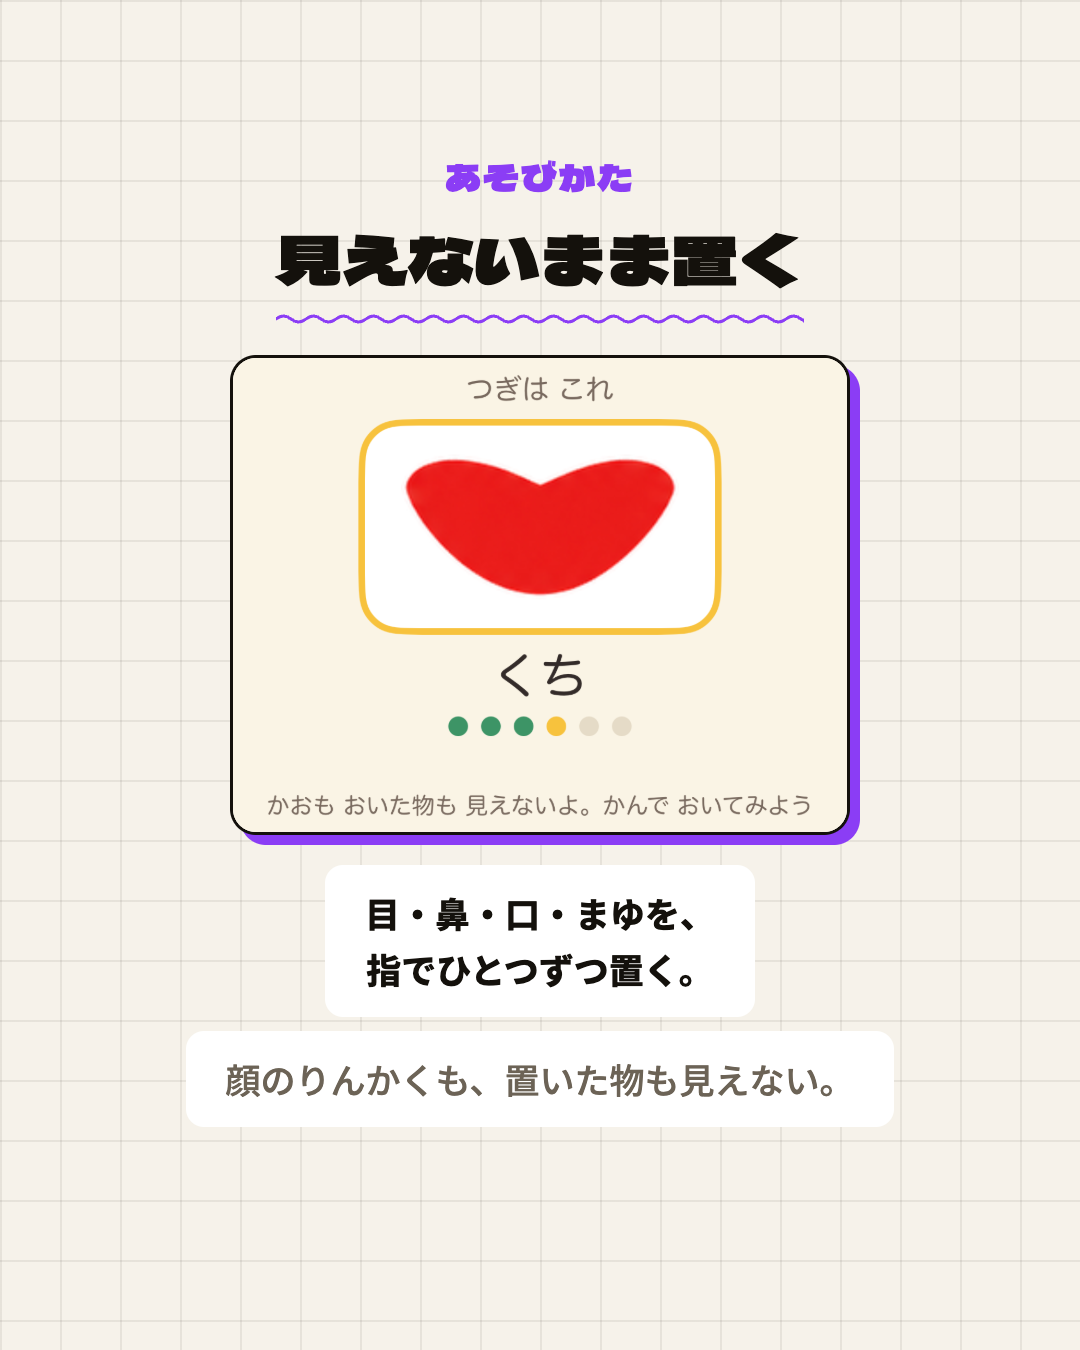 あそびかた
見えないまま置く
つぎは これ
くち
かおも おいた物も 見えないよ。かんで おいてみよう
目・鼻・口・まゆを、
指でひとつずつ置く。
顔のりんかくも、置いた物も見えない。